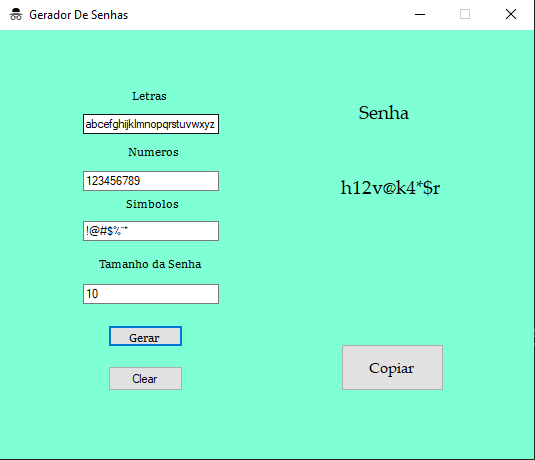 Gerador De Senhas
Letras
abcefghijklmnopqrstuvwxyz
Numeros
123456789
Simbolos
!@#$%¨*
Tamanho da Senha
10
Gerar
Clear
Senha
h12v@k4*$r
Copiar